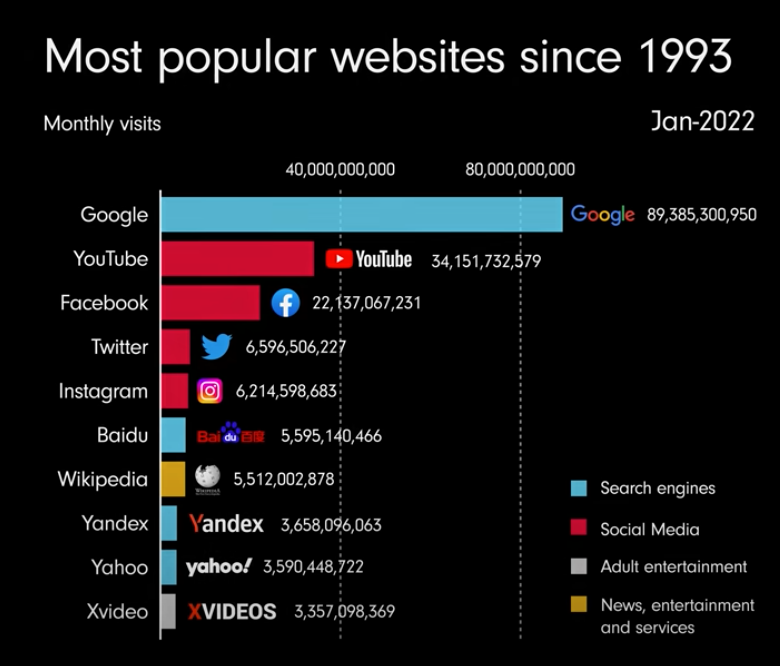 Most popular websites since 1993
Monthly visits
Jan-2022
40,000,000,000 80,000,000,000
Google Google 89,385,300,950
YouTube YouTube 34,151,732,579
Facebook f 22,137,067,231
Twitter 6,596,506,227
Instagram 6,214,598,683
Baidu Bai du 百度 5,595,140,466
Wikipedia 5,512,002,878
Yandex Yandex 3,658,096,063
Yahoo yahoo! 3,590,448,722
Xvideo XVIDEOS 3,357,098,369
Search engines
Social Media
Adult entertainment
News, entertainment
and services